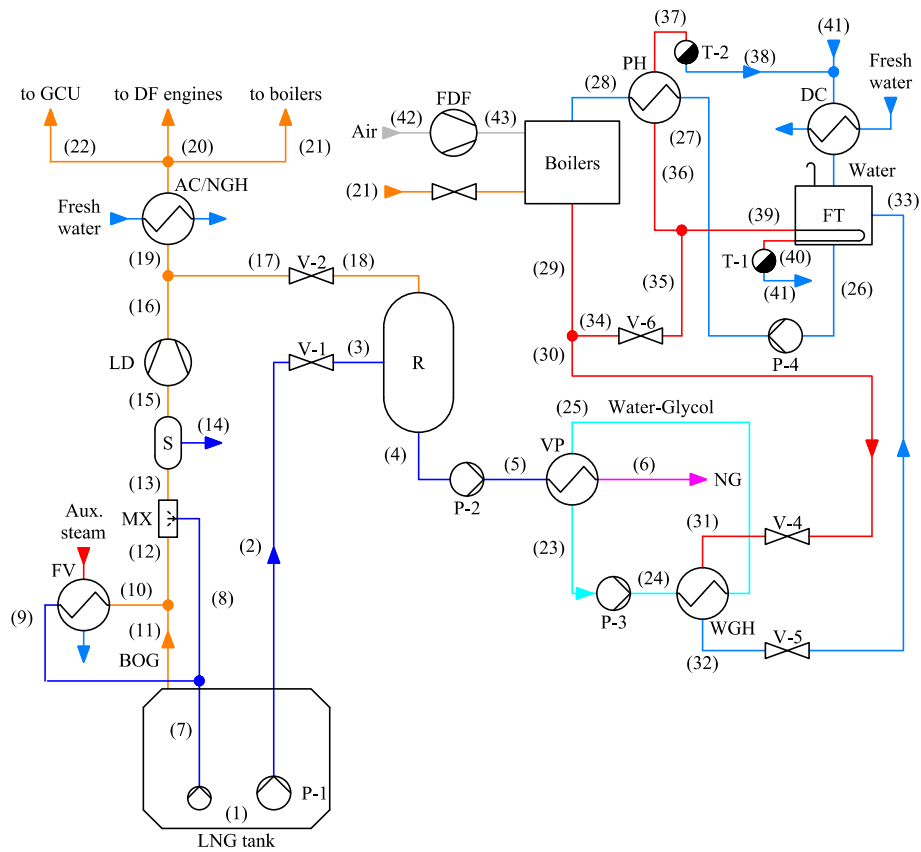 (37)
T-2
(38)
(41)
PH
Fresh
water
to GCU
to DF engines
to boilers
(28)
DC
FDF
(42)
(43)
Air
(27)
(22)
(20)
(21)
Boilers
(36)
Water
AC/NGH
(21)
(33)
Fresh
water
FT
(39)
(40)
T-1
(19)
(17)
V-2
(18)
(29)
(35)
(41)
(26)
(16)
V-1
(3)
(34)
V-6
LD
R
(30)
P-4
(15)
(25)
Water-Glycol
(14)
S
(4)
VP
(5)
(6)
NG
(13)
P-2
Aux.
steam
MX
(2)
(31)
V-4
(12)
(23)
FV
(10)
(8)
(24)
(9)
(11)
P-3
WGH
V-5
BOG
(32)
(7)
P-1
(1)
LNG tank